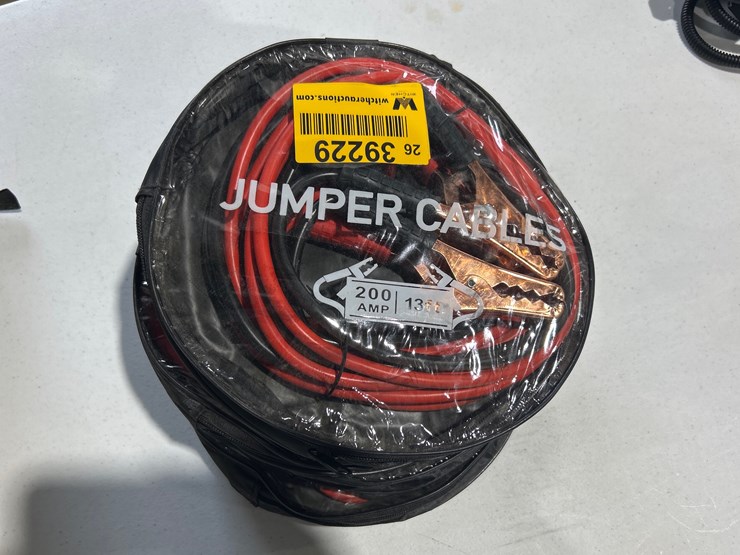 26 39229
witcherauctions.com
JUMPER CABLES
200 AMP